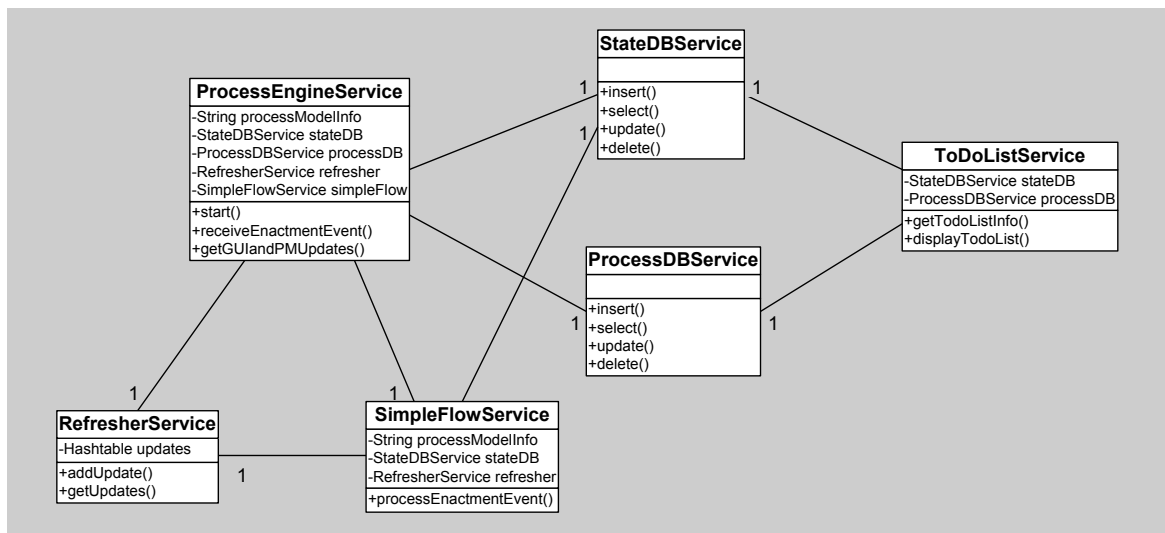 StateDBService
+insert()
+select()
+update()
+delete()
1
1
1
ProcessEngineService
-String processModelInfo
-StateDBService stateDB
-ProcessDBService processDB
-RefresherService refresher
-SimpleFlowService simpleFlow
+start()
+receiveEnactmentEvent()
+getGUIandPMUpdates()
ToDoListService
-StateDBService stateDB
-ProcessDBService processDB
+getTodoListInfo()
+displayTodoList()
ProcessDBService
+insert()
+select()
+update()
+delete()
1
1
1
1
RefresherService
-Hashtable updates
+addUpdate()
+getUpdates()
1
SimpleFlowService
-String processModelInfo
-StateDBService stateDB
-RefresherService refresher
+processEnactmentEvent()